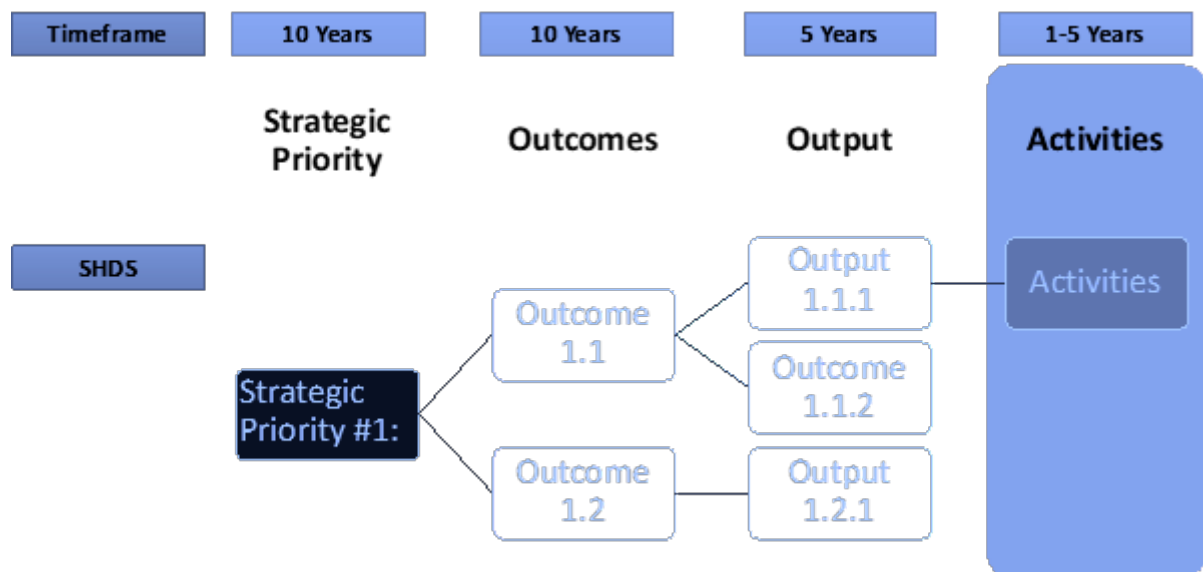 Timeframe
10 Years
10 Years
5 Years
1-5 Years
Strategic
Priority
Outcomes
Output
Activities
SHDS
Strategic
Priority #1:
Outcome
1.1
Outcome
1.2
Output
1.1.1
Outcome
1.1.2
Output
1.2.1
Activities